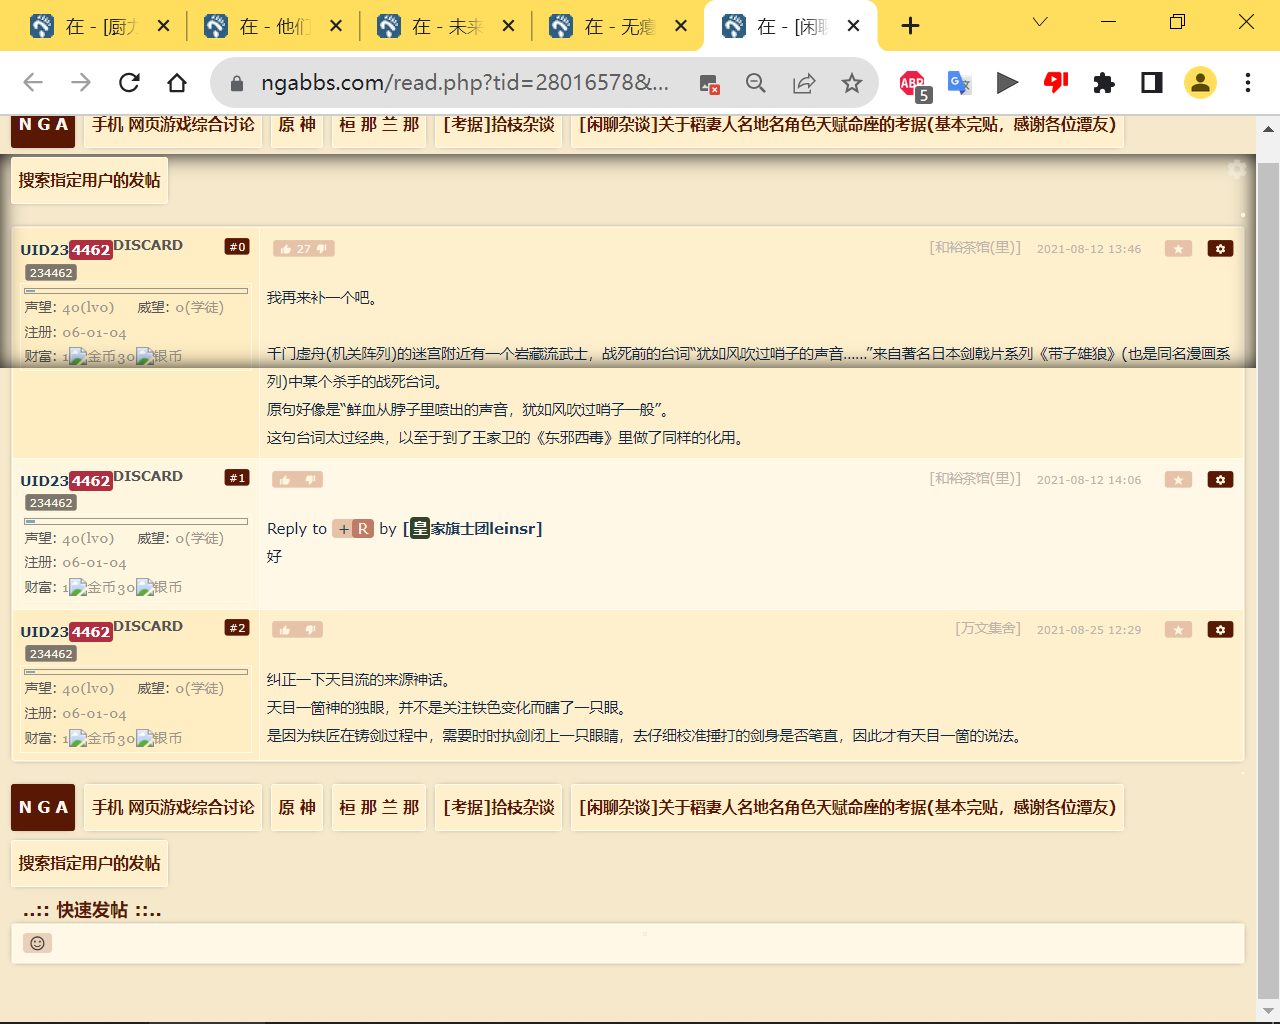 在 - [厨力
在 - 他们
在 - 未来
在 - 无瘪
在 - [闲聊
ngabbs.com/read.php?tid=28016578&...
ABP
5
N G A
手机 网页游戏综合讨论
原 神
桓 那 兰 那
[考据]拾枝杂谈
[闲聊杂谈]关于稻妻人名地名角色天赋命座的考据(基本完贴，感谢各位潭友)
搜索指定用户的发帖
UID234462DISCARD
#0
27
[和裕茶馆(里)]
2021-08-12 13:46
234462
声望: 40(lv0) 威望: 0(学徒)
注册: 06-01-04
财富: 1金币30银币
我再来补一个吧。
千门虚舟(机关阵列)的迷宫附近有一个岩藏流武士，战死前的台词“犹如风吹过哨子的声音……”来自著名日本剑戟片系列《带子雄狼》(也是同名漫画系
列)中某个杀手的战死台词。
原句好像是“鲜血从脖子里喷出的声音，犹如风吹过哨子一般”。
这句台词太过经典，以至于到了王家卫的《东邪西毒》里做了同样的化用。
UID234462DISCARD
#1
[和裕茶馆(里)]
2021-08-12 14:06
234462
声望: 40(lv0) 威望: 0(学徒)
注册: 06-01-04
财富: 1金币30银币
Reply to +R by [皇家旗士团leinsr]
好
UID234462DISCARD
#2
[万文集舍]
2021-08-25 12:29
234462
声望: 40(lv0) 威望: 0(学徒)
注册: 06-01-04
财富: 1金币30银币
纠正一下天目流的来源神话。
天目一箇神的独眼，并不是关注铁色变化而瞎了一只眼。
是因为铁匠在铸剑过程中，需要时时执剑闭上一只眼睛，去仔细校准捶打的剑身是否笔直，因此才有天目一箇的说法。
N G A
手机 网页游戏综合讨论
原 神
桓 那 兰 那
[考据]拾枝杂谈
[闲聊杂谈]关于稻妻人名地名角色天赋命座的考据(基本完贴，感谢各位潭友)
搜索指定用户的发帖
..:: 快速发帖 ::..